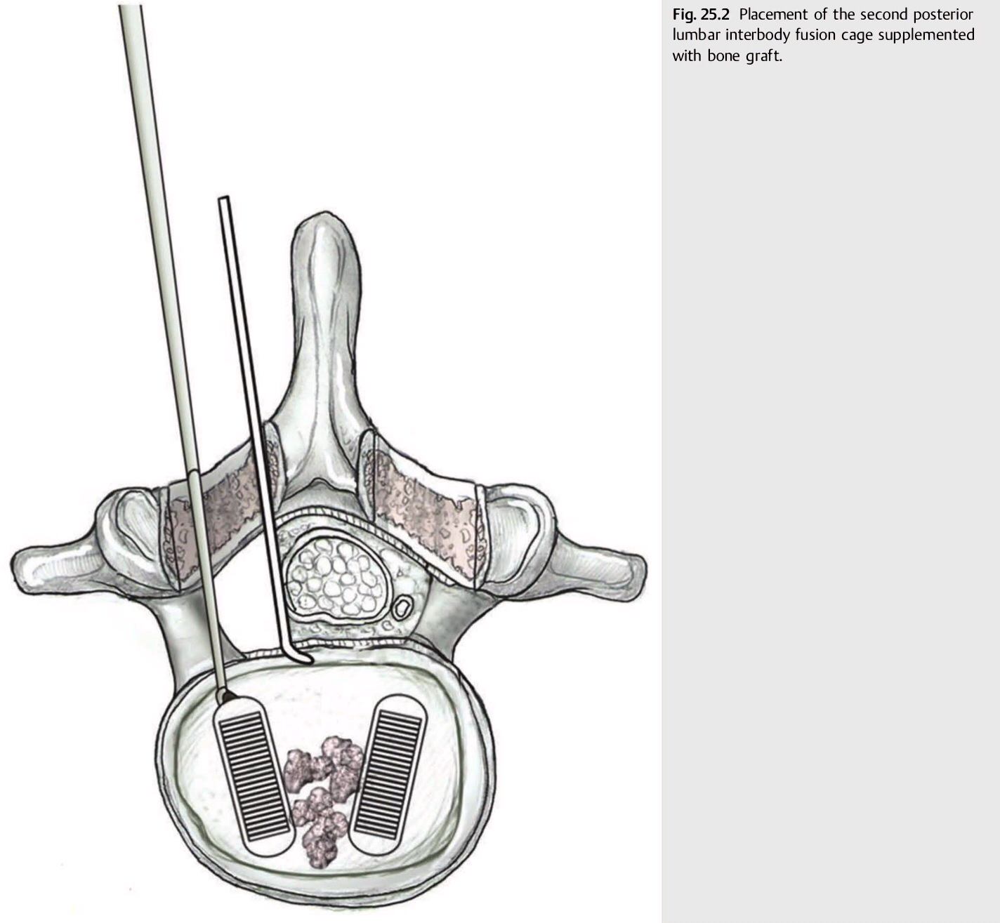 Fig. 25.2 Placement of the second posterior
lumbar interbody fusion cage supplemented
with bone graft.